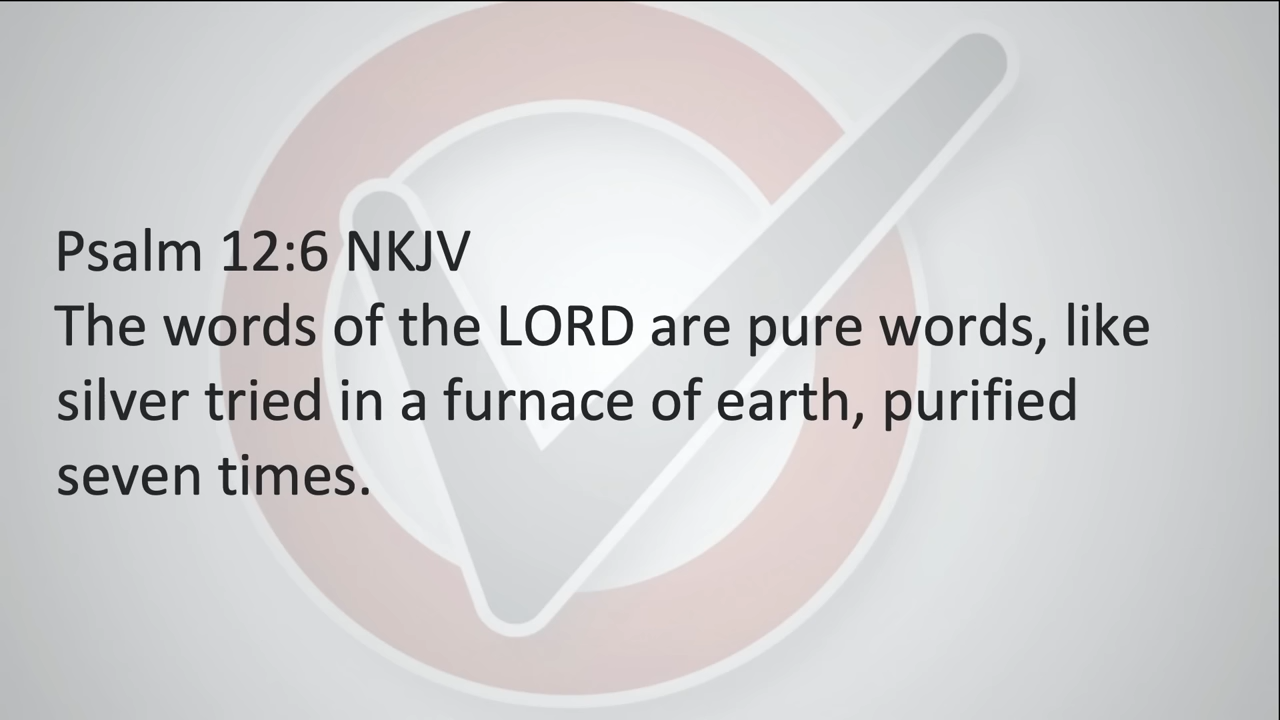 Psalm 12:6 NKJV
The words of the LORD are pure words, like
silver tried in a furnace of earth, purified
seven times.